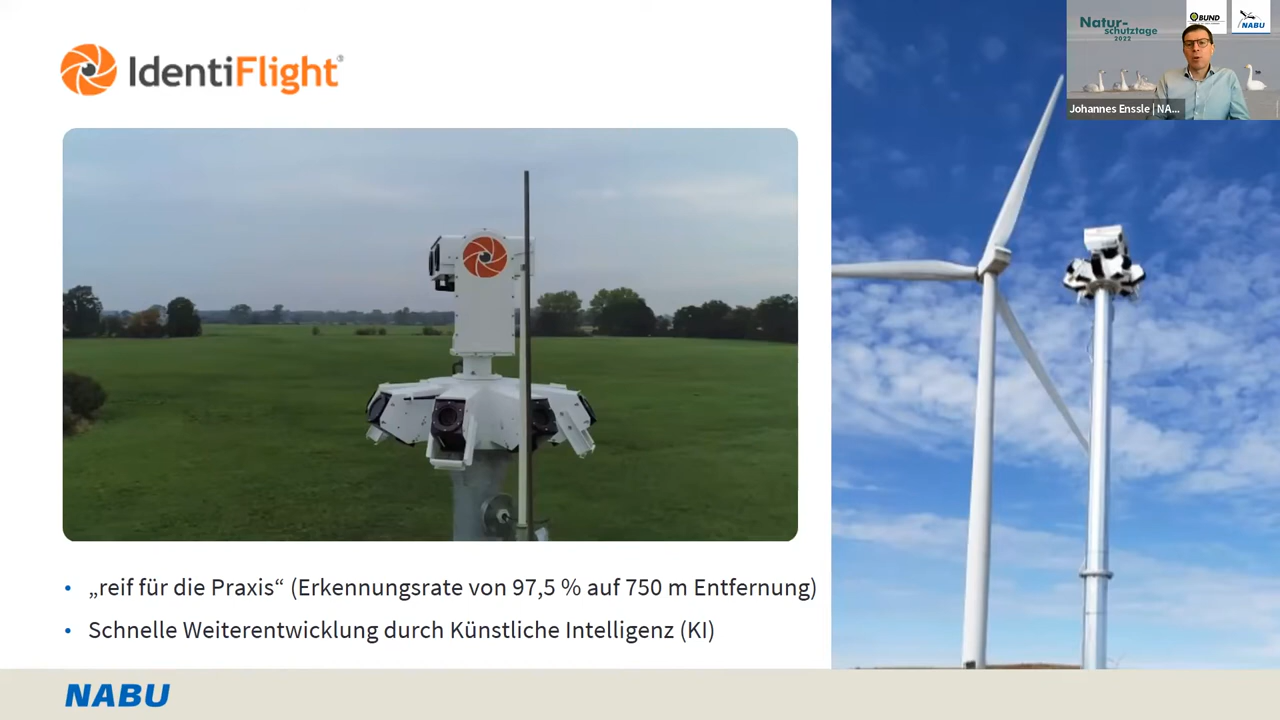 IdentiFlight®
Natur-
schutztage
2022
BUND
NABU
Johannes Enssle | NA...
„reif für die Praxis“ (Erkennungsrate von 97,5 % auf 750 m Entfernung)
Schnelle Weiterentwicklung durch Künstliche Intelligenz (KI)
NABU